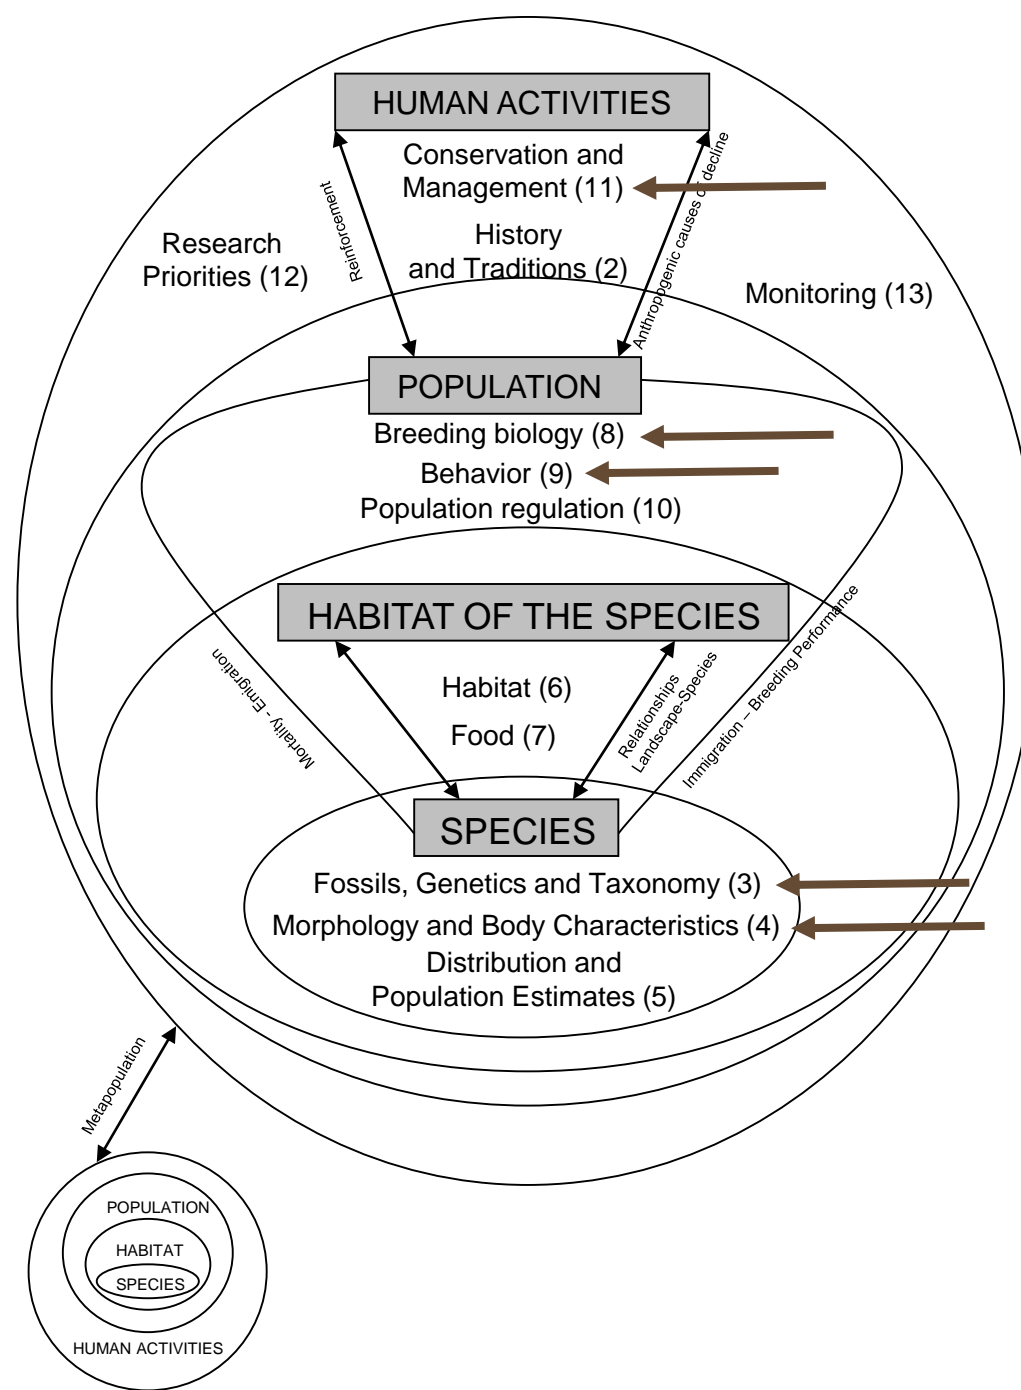 HUMAN ACTIVITIES
Conservation and
Management (11)
Reinforcement
Anthropogenic causes of decline
History
and Traditions (2)
Research
Priorities (12)
Monitoring (13)
POPULATION
Breeding biology (8)
Behavior (9)
Population regulation (10)
HABITAT OF THE SPECIES
Mortality - Emigration
Habitat (6)
Food (7)
Relationships
Landscape-Species
Immigration – Breeding Performance
SPECIES
Fossils, Genetics and Taxonomy (3)
Morphology and Body Characteristics (4)
Distribution and
Population Estimates (5)
Metapopulation
POPULATION
HABITAT
SPECIES
HUMAN ACTIVITIES